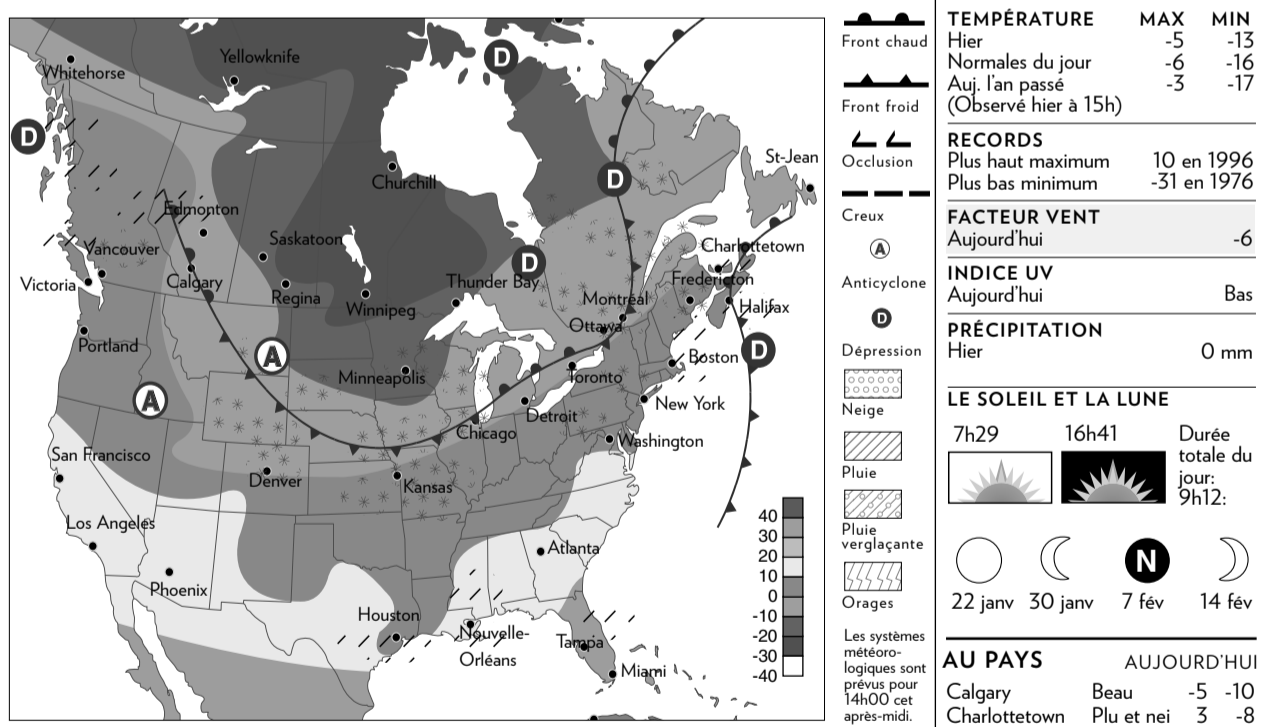 Whitehorse
Yellowknife
D
D
D
D
D
A
A
Churchill
St-Jean
Edmonton
Saskatoon
Vancouver
Victoria
Calgary
Regina
Winnipeg
Thunder Bay
Charlottetown
Fredericton
Halifax
Montréal
Ottawa
Portland
Minneapolis
Toronto
Boston
Detroit
New York
Chicago
Washington
San Francisco
Denver
Kansas
Los Angeles
Atlanta
Phoenix
Houston
Nouvelle-
Orléans
Tampa
Miami
40
30
20
10
0
-10
-20
-30
-40
Front chaud
Front froid
Occlusion
Creux
A
Anticyclone
D
Dépression
Neige
Pluie
Pluie
verglaçante
Orages
Les systèmes
météoro-
logiques sont
prévus pour
14h00 cet
après-midi.
TEMPÉRATURE MAX MIN
Hier -5 -13
Normales du jour -6 -16
Auj. l'an passé -3 -17
(Observé hier à 15h)
RECORDS
Plus haut maximum 10 en 1996
Plus bas minimum -31 en 1976
FACTEUR VENT
Aujourd'hui -6
INDICE UV
Aujourd'hui Bas
PRÉCIPITATION
Hier 0 mm
LE SOLEIL ET LA LUNE
7h29 16h41 Durée
totale du
jour:
9h12:
N
22 janv 30 janv 7 fév 14 fév
AU PAYS AUJOURD'HUI
Calgary Beau -5 -10
Charlottetown Plu et nei 3 -8